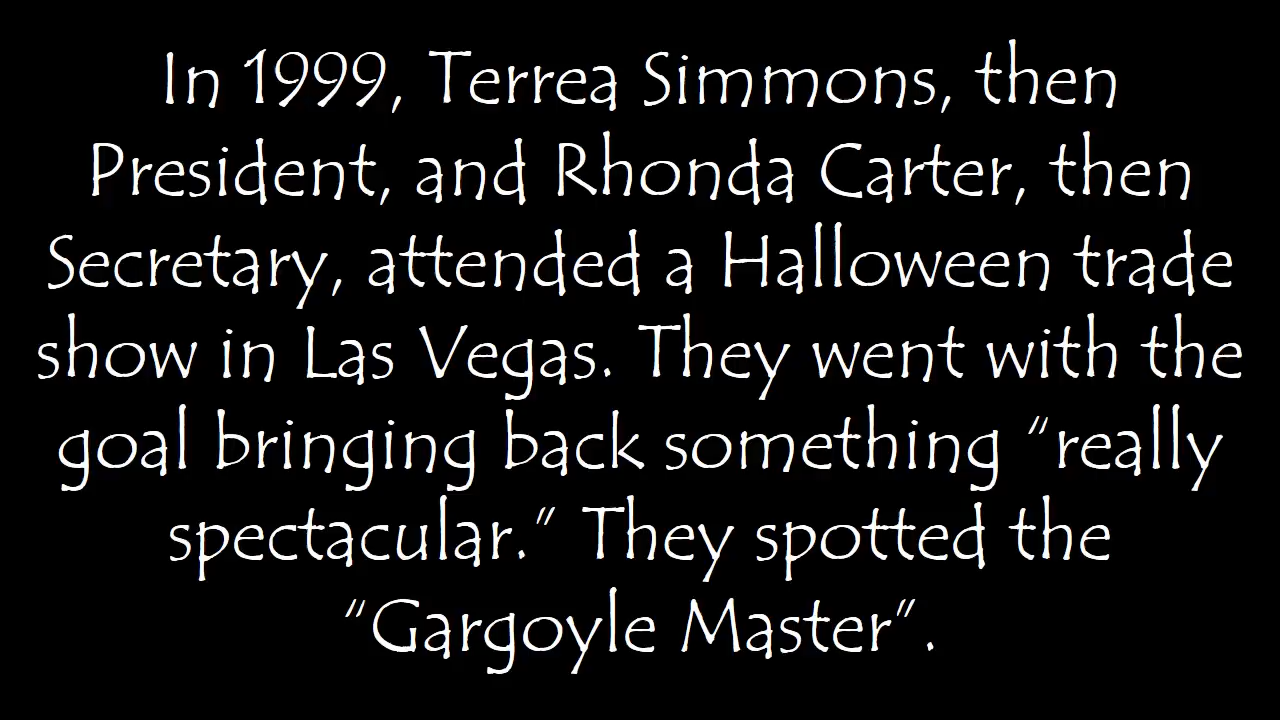 In 1999, Terrea Simmons, then
President, and Rhonda Carter, then
Secretary, attended a Halloween trade
show in Las Vegas. They went with the
goal bringing back something “really
spectacular.” They spotted the
“Gargoyle Master”.